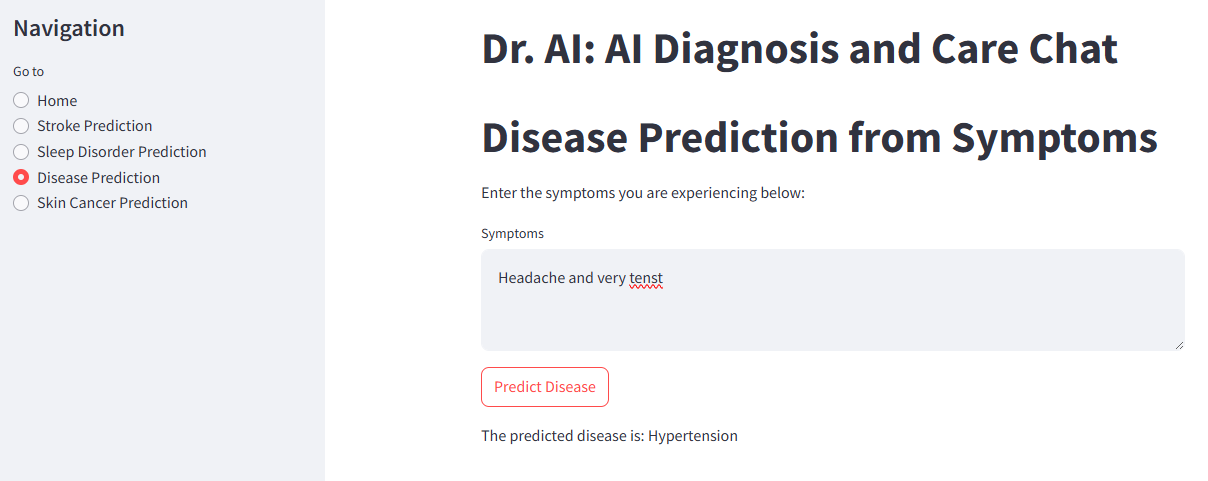 Navigation
Go to
Home
Stroke Prediction
Sleep Disorder Prediction
Disease Prediction
Skin Cancer Prediction
Dr. AI: AI Diagnosis and Care Chat
Disease Prediction from Symptoms
Enter the symptoms you are experiencing below:
Symptoms
Headache and very tenst
Predict Disease
The predicted disease is: Hypertension